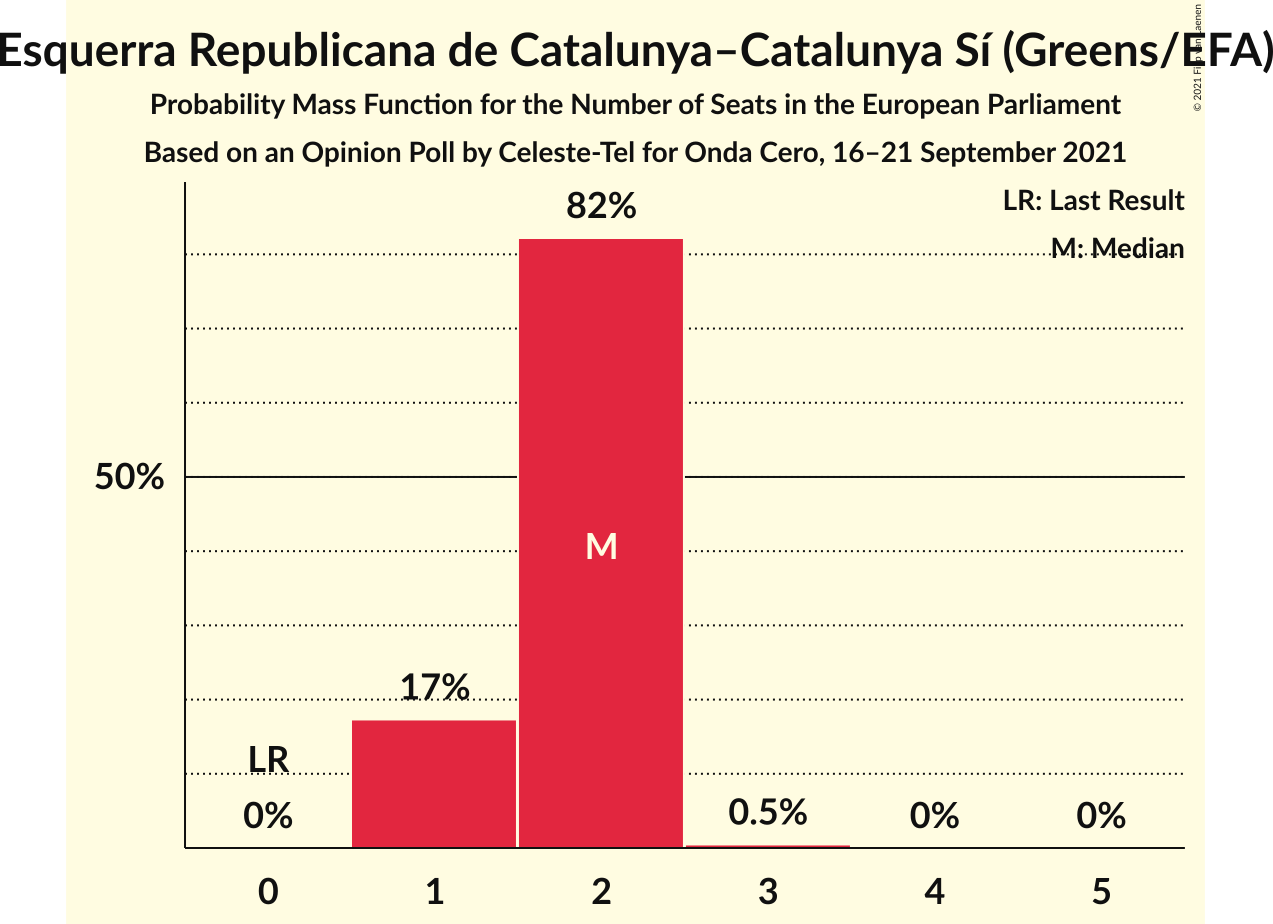 Esquerra Republicana de Catalunya–Catalunya Sí (Greens/EFA)
Probability Mass Function for the Number of Seats in the European Parliament
Based on an Opinion Poll by Celeste-Tel for Onda Cero, 16–21 September 2021
© 2021
LR: Last Result
M: Median
82%
50%
M
17%
LR
0%
0.5%
0%
0%
0 1 2 3 4 5